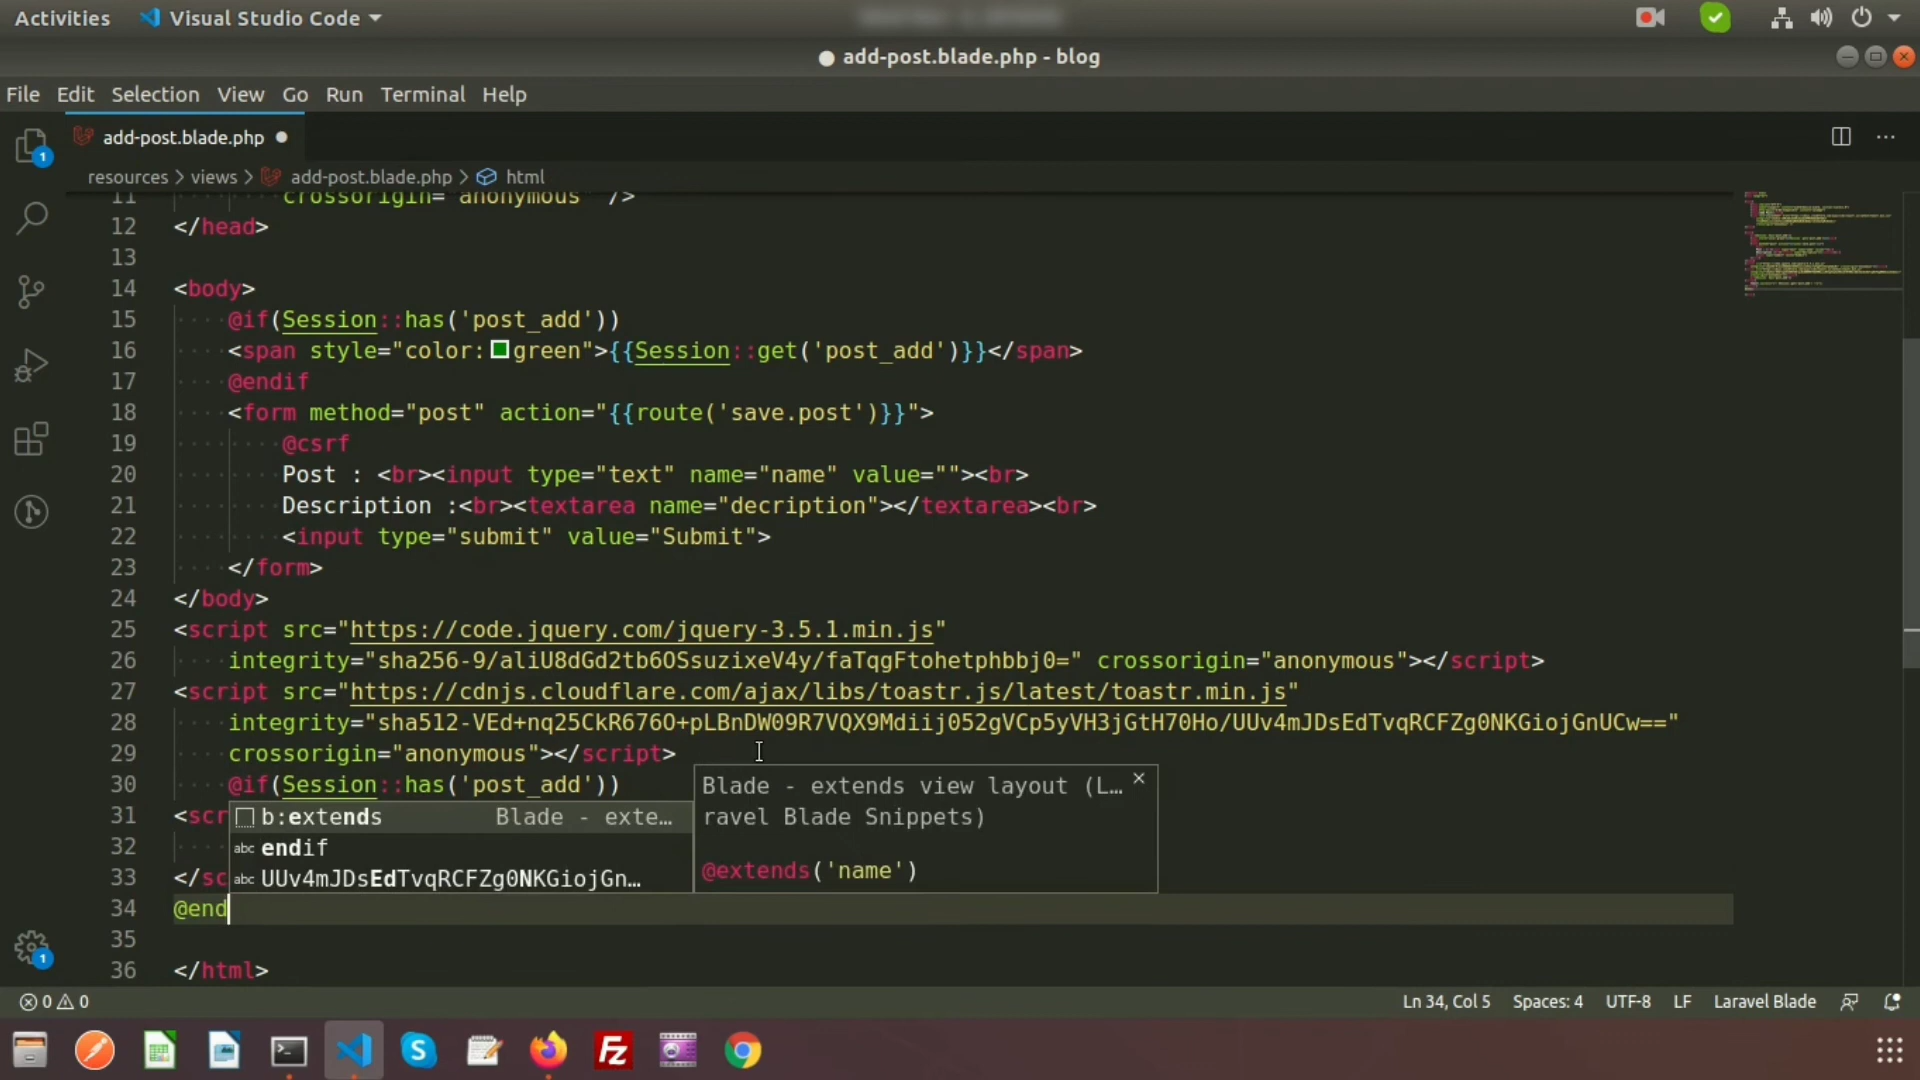 Activities
Visual Studio Code
add-post.blade.php - blog
File Edit Selection View Go Run Terminal Help
add-post.blade.php
resources > views > add-post.blade.php > html
11 crossorigin="anonymous" />
12 </head>
13
14 <body>
15 @if(Session::has('post_add'))
16 <span style="color:green">{{Session::get('post_add')}}</span>
17 @endif
18 <form method="post" action="{{route('save.post')}}">
19 @csrf
20 Post : <br><input type="text" name="name" value=""><br>
21 Description :<br><textarea name="decription"></textarea><br>
22 <input type="submit" value="Submit">
23 </form>
24 </body>
25 <script src="https://code.jquery.com/jquery-3.5.1.min.js"
26 integrity="sha256-9/aliU8dGd2tb6OSsuzixeV4y/faTqgFtohetphbbj0=" crossorigin="anonymous"></script>
27 <script src="https://cdnjs.cloudflare.com/ajax/libs/toastr.js/latest/toastr.min.js"
28 integrity="sha512-VEd+nq25CkR676O+pLBnDW09R7VQX9Mdiij052gVCp5yVH3jGtH70Ho/UUv4mJDsEdTvqRCFZg0NKGiojGnUCw=="
29 crossorigin="anonymous"></script>
30 @if(Session::has('post_add'))
31 <scr
32
33 </sc
34 @end
35
36 </html>
b:extends Blade - exte...
endif
UUv4mJDsEdTvqRCFZg0NKGiojGn...
Blade - extends view layout (L...
ravel Blade Snippets)
@extends('name')
1
1
0 0
Ln 34, Col 5 Spaces: 4 UTF-8 LF Laravel Blade
S
Fz